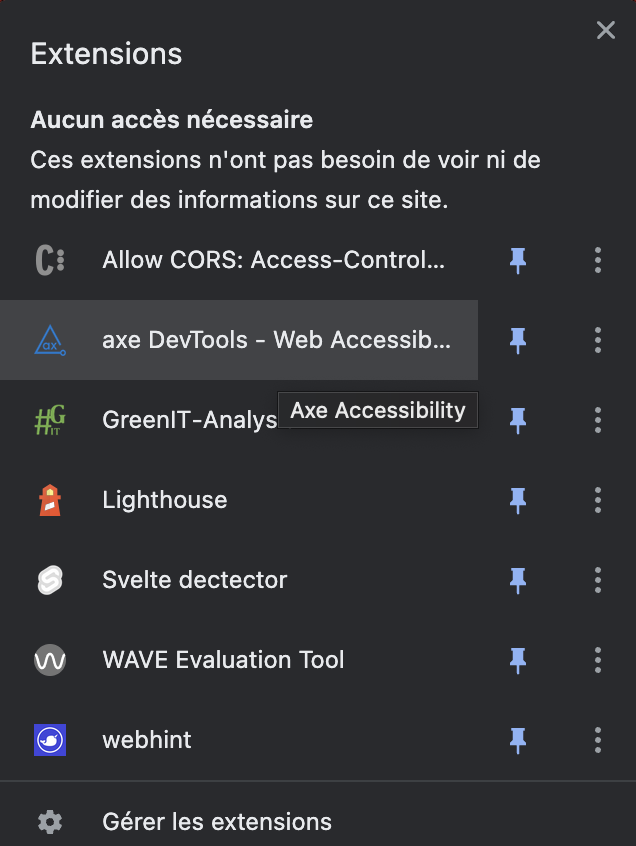 Extensions
Aucun accès nécessaire
Ces extensions n'ont pas besoin de voir ni de
modifier des informations sur ce site.
Allow CORS: Access-Control...
ax
axe DevTools - Web Accessib...
Axe Accessibility
#G
IT
GreenIT-Analys
Lighthouse
Svelte dectector
WAVE Evaluation Tool
webhint
Gérer les extensions